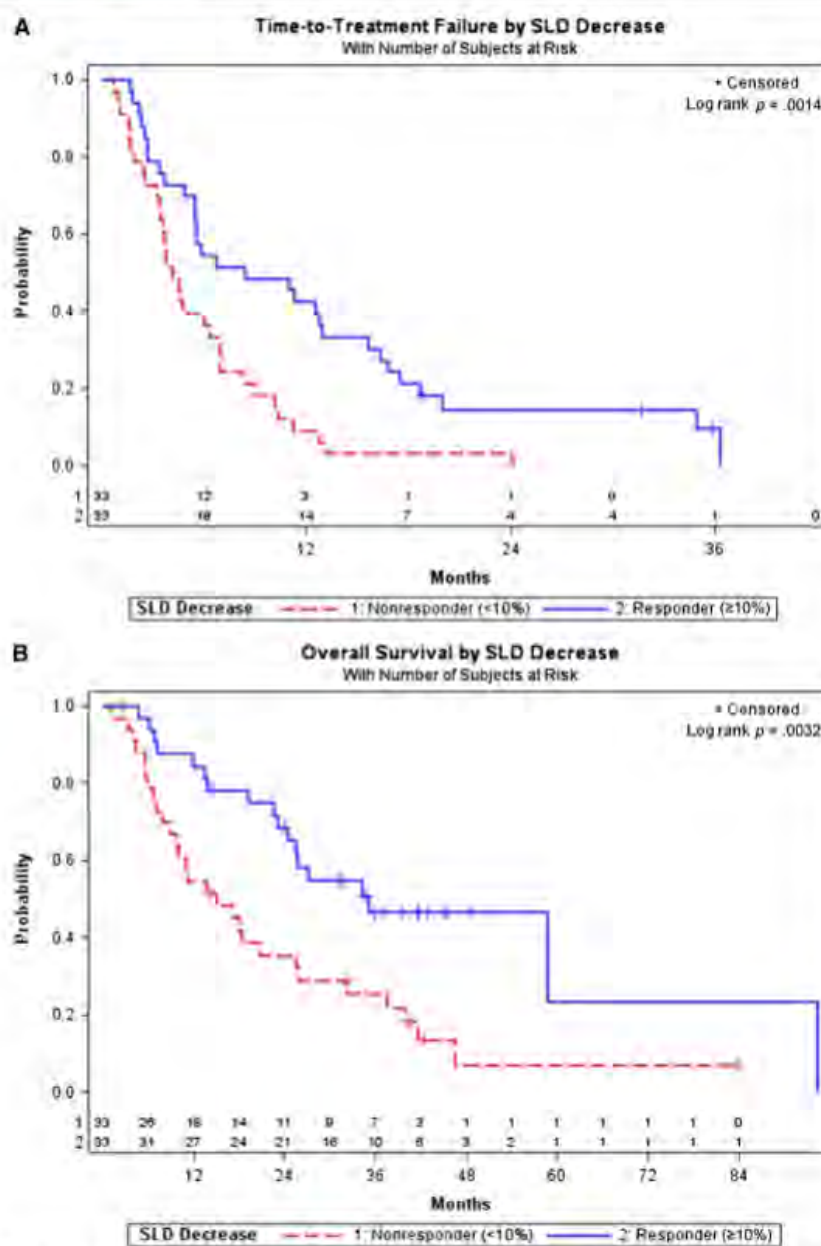 A
Time-to-Treatment Failure by SLD Decrease
With Number of Subjects at Risk
+ Censored
Log rank p = .0014
1.0
0.8
0.6
0.4
0.2
0.0
Probability
1 33 12 3 1 1 0
2 33 18 14 7 4 4 1 0
12 24 36
Months
SLD Decrease 1: Nonresponder (<10%) 2: Responder (≥10%)
B
Overall Survival by SLD Decrease
With Number of Subjects at Risk
+ Censored
Log rank p = .0032
1.0
0.8
0.6
0.4
0.2
0.0
Probability
1 33 26 18 14 11 9 7 2 1 1 1 1 1 1 0
2 33 31 27 24 21 16 10 6 3 2 1 1 1 1 1
12 24 36 48 60 72 84
Months
SLD Decrease 1: Nonresponder (<10%) 2: Responder (≥10%)